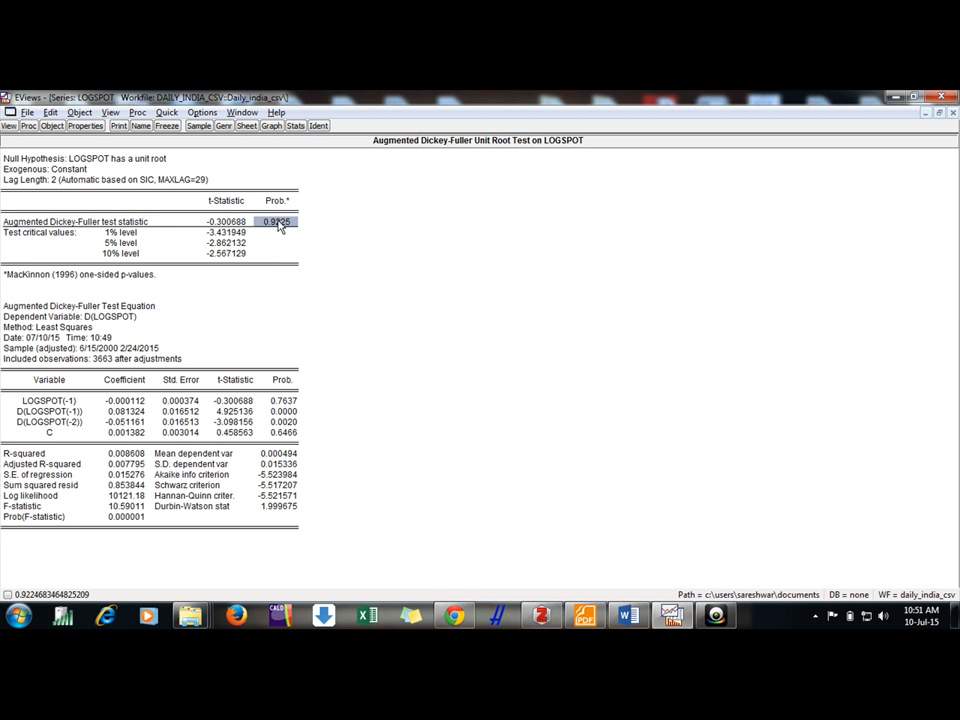 EViews - [Series: LOGSPOT   Workfile: DAILY_INDIA_CSV::Daily_india_csv\]
File Edit Object View Proc Quick Options Window Help
View Proc Object Properties Print Name Freeze Sample Genr Sheet Graph Stats Ident
Augmented Dickey-Fuller Unit Root Test on LOGSPOT
Null Hypothesis: LOGSPOT has a unit root
Exogenous: Constant
Lag Length: 2 (Automatic based on SIC, MAXLAG=29)
t-Statistic Prob.*
Augmented Dickey-Fuller test statistic -0.300688 0.9225
Test critical values: 1% level -3.431949
5% level -2.862132
10% level -2.567129
*MacKinnon (1996) one-sided p-values.
Augmented Dickey-Fuller Test Equation
Dependent Variable: D(LOGSPOT)
Method: Least Squares
Date: 07/10/15 Time: 10:49
Sample (adjusted): 6/15/2000 2/24/2015
Included observations: 3663 after adjustments
Variable Coefficient Std. Error t-Statistic Prob.
LOGSPOT(-1) -0.000112 0.000374 -0.300688 0.7637
D(LOGSPOT(-1)) 0.081324 0.016512 4.925136 0.0000
D(LOGSPOT(-2)) -0.051161 0.016513 -3.098156 0.0020
C 0.001382 0.003014 0.458563 0.6466
R-squared 0.008608 Mean dependent var 0.000494
Adjusted R-squared 0.007795 S.D. dependent var 0.015336
S.E. of regression 0.015276 Akaike info criterion -5.523984
Sum squared resid 0.853844 Schwarz criterion -5.517207
Log likelihood 10121.18 Hannan-Quinn criter. -5.521571
F-statistic 10.59011 Durbin-Watson stat 1.999675
Prob(F-statistic) 0.000001
0.9224683464825209 Path = c:\users\sareshwar\documents DB = none WF = daily_india_csv
CALD PDF 10:51 AM
10-Jul-15